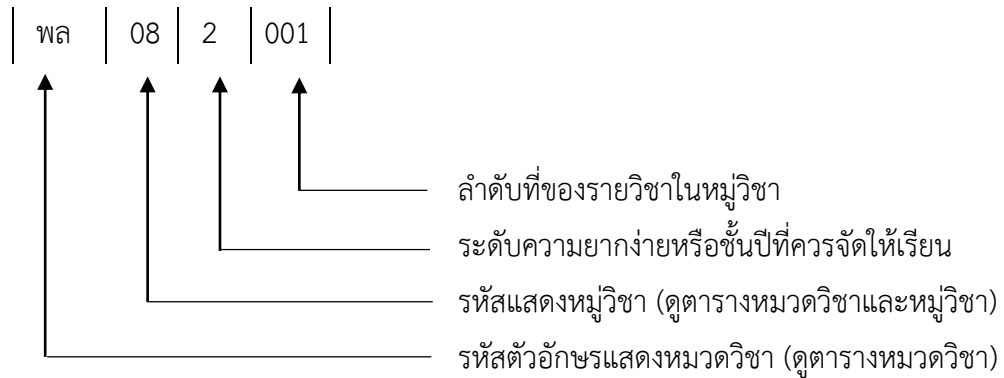 พล 08 2 001
ลำดับที่ของรายวิชาในหมู่วิชา
ระดับความยากง่ายหรือชั้นปีที่ควรจัดให้เรียน
รหัสแสดงหมู่วิชา (ดูตารางหมวดวิชาและหมู่วิชา)
รหัสตัวอักษรแสดงหมวดวิชา (ดูตารางหมวดวิชา)